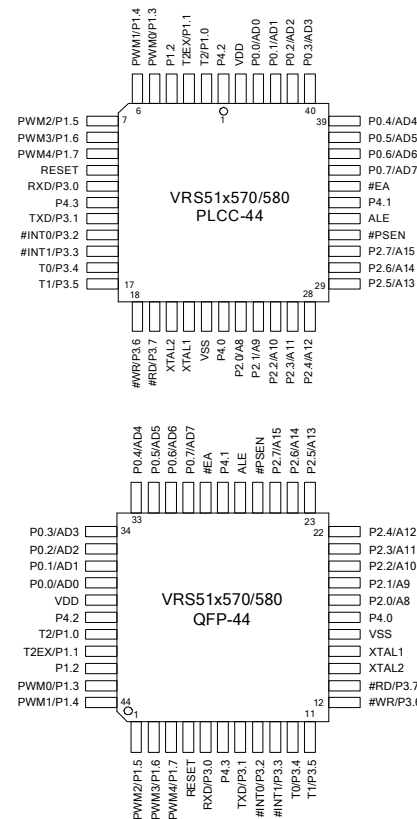 PWM1/P1.4
PWM0/P1.3
P1.2
T2EX/P1.1
T2/P1.0
P4.2
VDD
P0.0/AD0
P0.1/AD1
P0.2/AD2
P0.3/AD3
6
1
40
PWM2/P1.5
PWM3/P1.6
PWM4/P1.7
RESET
RXD/P3.0
P4.3
TXD/P3.1
#INT0/P3.2
#INT1/P3.3
T0/P3.4
T1/P3.5
7
17
VRS51x570/580
PLCC-44
39
29
P0.4/AD4
P0.5/AD5
P0.6/AD6
P0.7/AD7
#EA
P4.1
ALE
#PSEN
P2.7/A15
P2.6/A14
P2.5/A13
18
28
#WR/P3.6
#RD/P3.7
XTAL2
XTAL1
VSS
P4.0
P2.0/A8
P2.1/A9
P2.2/A10
P2.3/A11
P2.4/A12
P0.4/AD4
P0.5/AD5
P0.6/AD6
P0.7/AD7
#EA
P4.1
ALE
#PSEN
P2.7/A15
P2.6/A14
P2.5/A13
33
23
P0.3/AD3
P0.2/AD2
P0.1/AD1
P0.0/AD0
VDD
P4.2
T2/P1.0
T2EX/P1.1
P1.2
PWM0/P1.3
PWM1/P1.4
34
44
VRS51x570/580
QFP-44
22
12
P2.4/A12
P2.3/A11
P2.2/A10
P2.1/A9
P2.0/A8
P4.0
VSS
XTAL1
XTAL2
#RD/P3.7
#WR/P3.6
1
11
PWM2/P1.5
PWM3/P1.6
PWM4/P1.7
RESET
RXD/P3.0
P4.3
TXD/P3.1
#INT0/P3.2
#INT1/P3.3
T0/P3.4
T1/P3.5